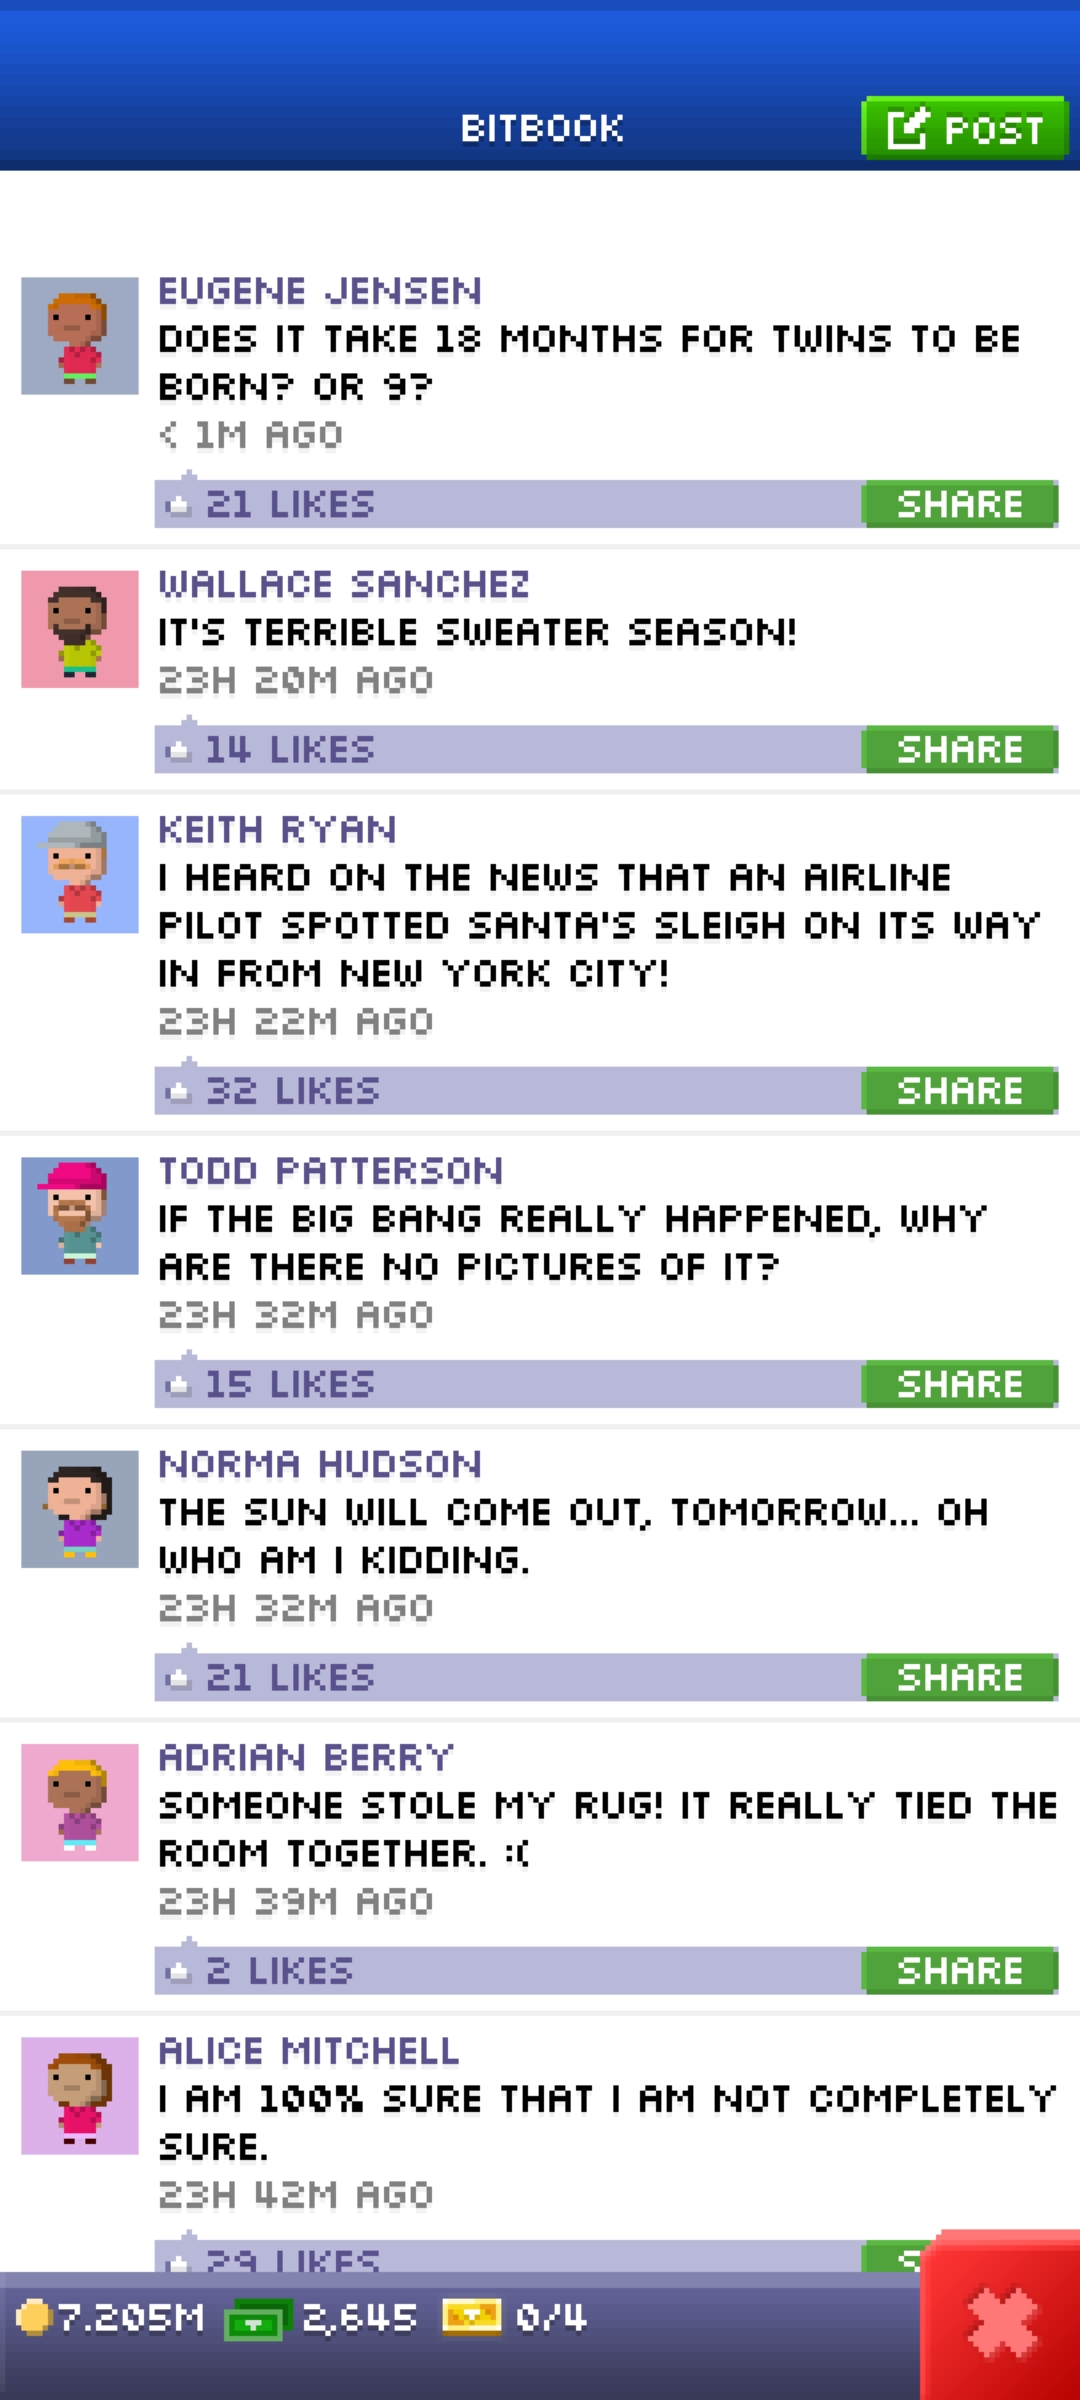 BITBOOK
POST
EUGENE JENSEN
DOES IT TAKE 18 MONTHS FOR TWINS TO BE
BORN? OR 9?
< 1M AGO
21 LIKES
SHARE
WALLACE SANCHEZ
IT'S TERRIBLE SWEATER SEASON!
23H 20M AGO
14 LIKES
SHARE
KEITH RYAN
I HEARD ON THE NEWS THAT AN AIRLINE
PILOT SPOTTED SANTA'S SLEIGH ON ITS WAY
IN FROM NEW YORK CITY!
23H 22M AGO
32 LIKES
SHARE
TODD PATTERSON
IF THE BIG BANG REALLY HAPPENED, WHY
ARE THERE NO PICTURES OF IT?
23H 32M AGO
15 LIKES
SHARE
NORMA HUDSON
THE SUN WILL COME OUT, TOMORROW... OH
WHO AM I KIDDING.
23H 32M AGO
21 LIKES
SHARE
ADRIAN BERRY
SOMEONE STOLE MY RUG! IT REALLY TIED THE
ROOM TOGETHER. :(
23H 39M AGO
2 LIKES
SHARE
ALICE MITCHELL
I AM 100% SURE THAT I AM NOT COMPLETELY
SURE.
23H 42M AGO
29 LIKES
7.205M 2,645 0/4